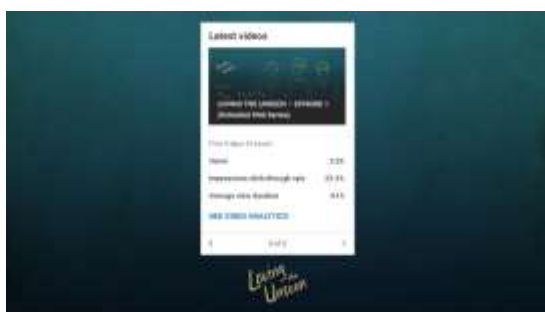 Latest videos
LOVING THE UNSEEN - EPISODE 1
(Animated Web Series)
Views
Impressions click-through rate
Average view duration
SEE VIDEO ANALYTICS
Loving
the
Unseen